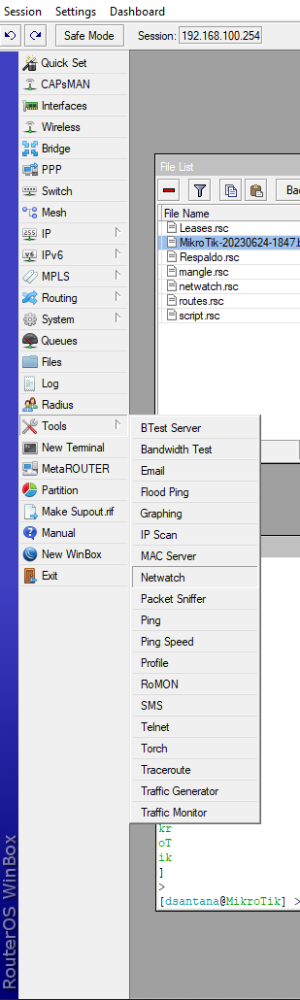 Session Settings Dashboard
Safe Mode Session: 192.168.100.254
Quick Set
CAPsMAN
Interfaces
Wireless
Bridge
PPP
Switch
Mesh
IP
IPv6
MPLS
Routing
System
Queues
Files
Log
Radius
Tools
New Terminal
MetaROUTER
Partition
Make Supout.rif
Manual
New WinBox
Exit
File List
Ba
File Name
Leases.rsc
MikroTik-20230624-1847.b
Respaldo.rsc
mangle.rsc
netwatch.rsc
routes.rsc
script.rsc
BTest Server
Bandwidth Test
Email
Flood Ping
Graphing
IP Scan
MAC Server
Netwatch
Packet Sniffer
Ping
Ping Speed
Profile
RoMON
SMS
Telnet
Torch
Traceroute
Traffic Generator
Traffic Monitor
kr
oT
ik
]
>
[dsantana@MikroTik] >
RouterOS WinBox